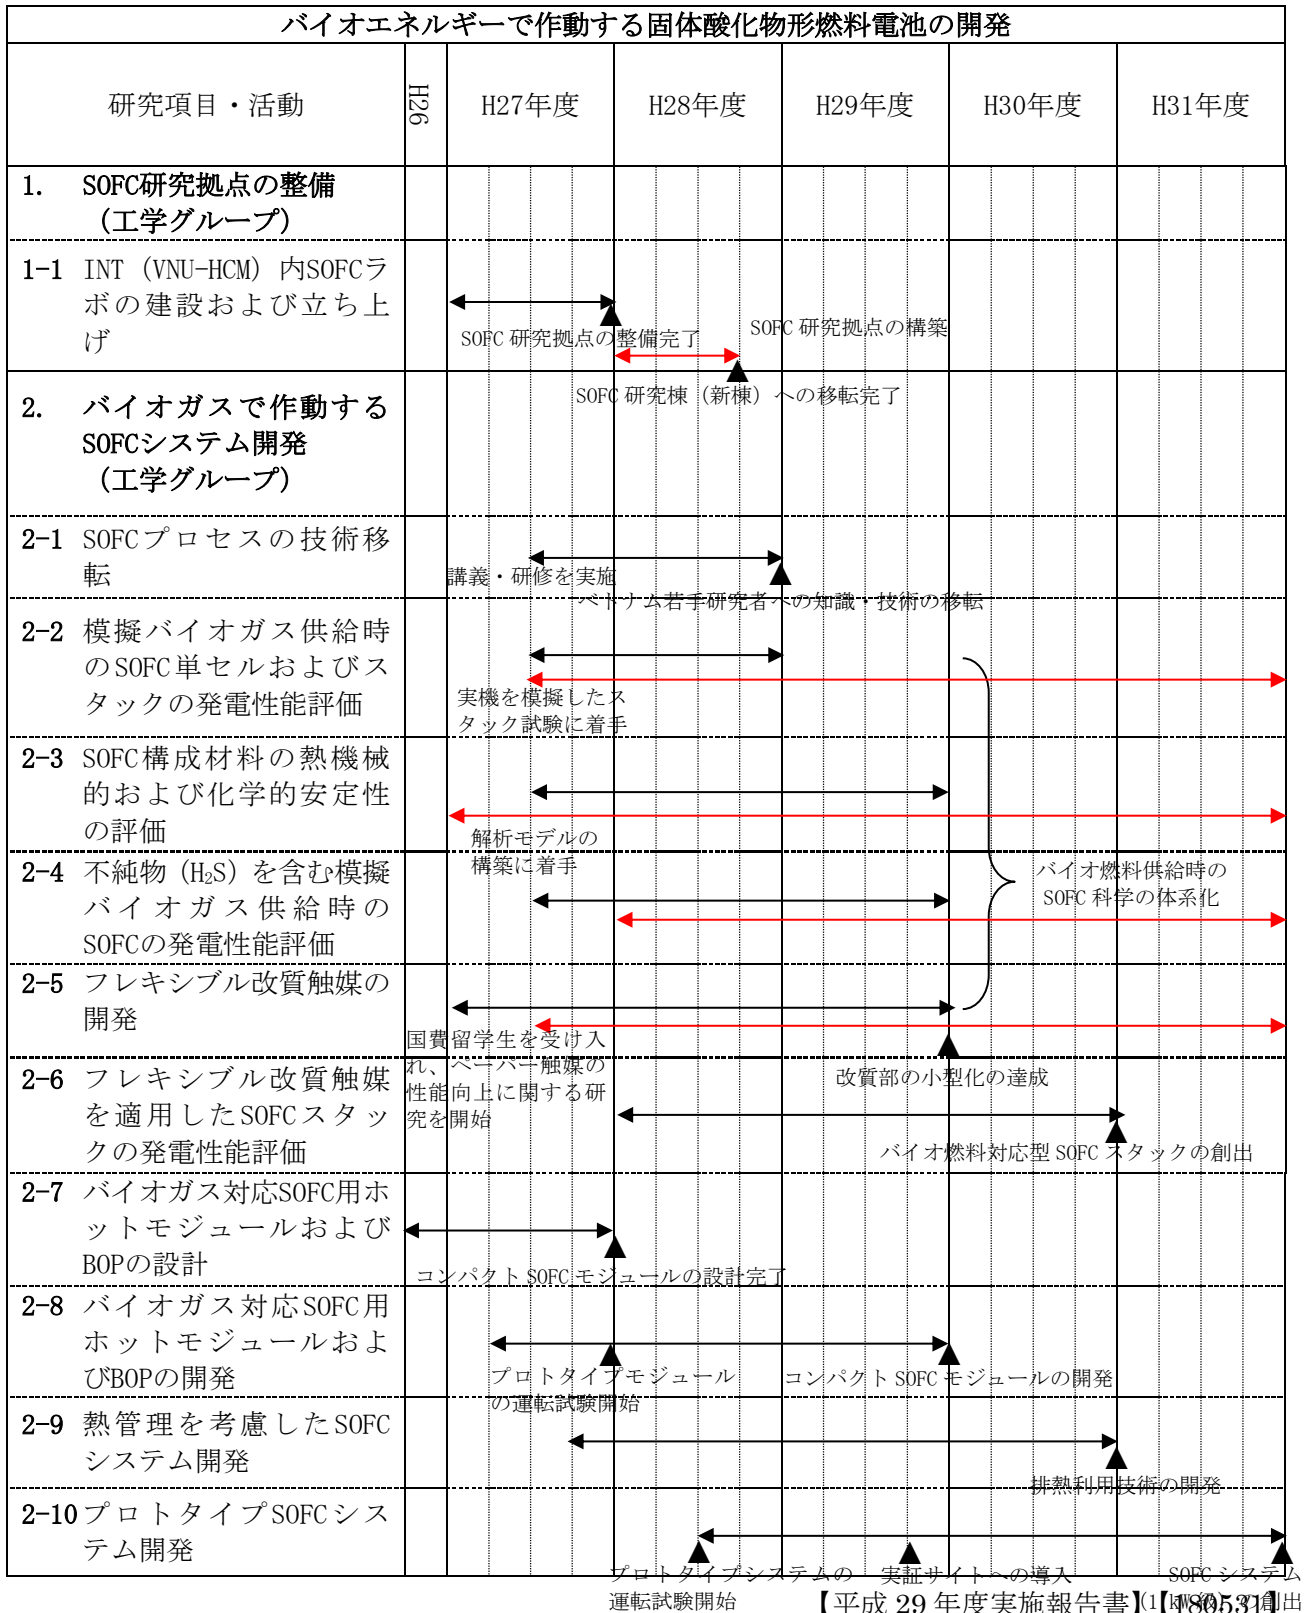 バイオエネルギーで作動する固体酸化物形燃料電池の開発
研究項目・活動
H26
H27年度
H28年度
H29年度
H30年度
H31年度
1. SOFC研究拠点の整備
（工学グループ）
1-1 INT（VNU-HCM）内SOFCラ
ボの建設および立ち上
げ
SOFC 研究拠点の整備完了
SOFC 研究拠点の構築
SOFC 研究棟（新棟）への移転完了
2. バイオガスで作動する
SOFCシステム開発
（工学グループ）
2-1 SOFCプロセスの技術移
転
講義・研修を実施
ベトナム若手研究者への知識・技術の移転
2-2 模擬バイオガス供給時
のSOFC単セルおよびス
タックの発電性能評価
実機を模擬したス
タック試験に着手
2-3 SOFC構成材料の熱機械
的および化学的安定性
の評価
解析モデルの
構築に着手
2-4 不純物（H₂S）を含む模擬
バイオガス供給時の
SOFCの発電性能評価
バイオ燃料供給時の
SOFC 科学の体系化
2-5 フレキシブル改質触媒の
開発
国費留学生を受け入
れ、ペーパー触媒の
性能向上に関する研
究を開始
改質部の小型化の達成
2-6 フレキシブル改質触媒
を適用したSOFCスタッ
クの発電性能評価
バイオ燃料対応型 SOFC スタックの創出
2-7 バイオガス対応SOFC用ホ
ットモジュールおよび
BOPの設計
コンパクト SOFC モジュールの設計完了
2-8 バイオガス対応SOFC用
ホットモジュールおよ
びBOPの開発
プロトタイプモジュール
の運転試験開始
コンパクト SOFC モジュールの開発
2-9 熱管理を考慮したSOFC
システム開発
排熱利用技術の開発
2-10 プロトタイプSOFCシス
テム開発
プロトタイプシステムの
運転試験開始
実証サイトへの導入
SOFC システム
(1 kW 級) の創出
【平成 29 年度実施報告書】【180531】